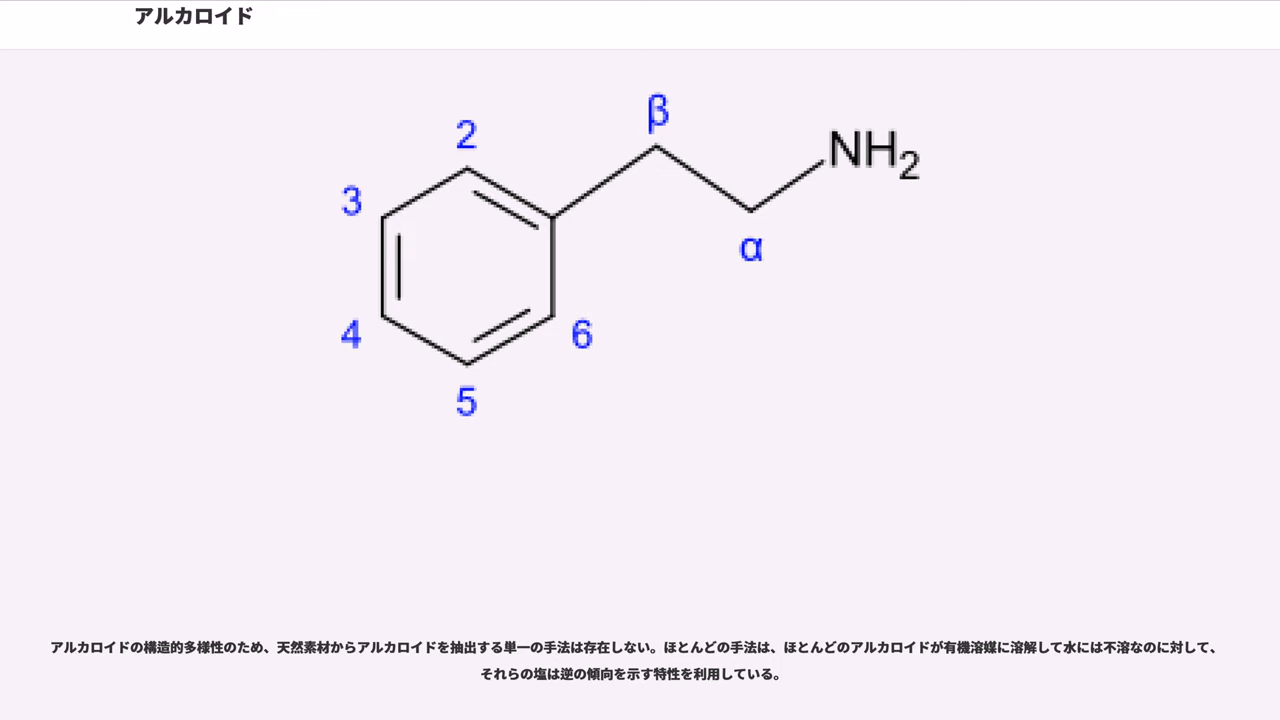 アルカロイド
β
2
NH2
3
α
4
6
5
アルカロイドの構造的多様性のため、天然素材からアルカロイドを抽出する単一の手法は存在しない。ほとんどの手法は、ほとんどのアルカロイドが有機溶媒に溶解して水には不溶なのに対して、
それらの塩は逆の傾向を示す特性を利用している。